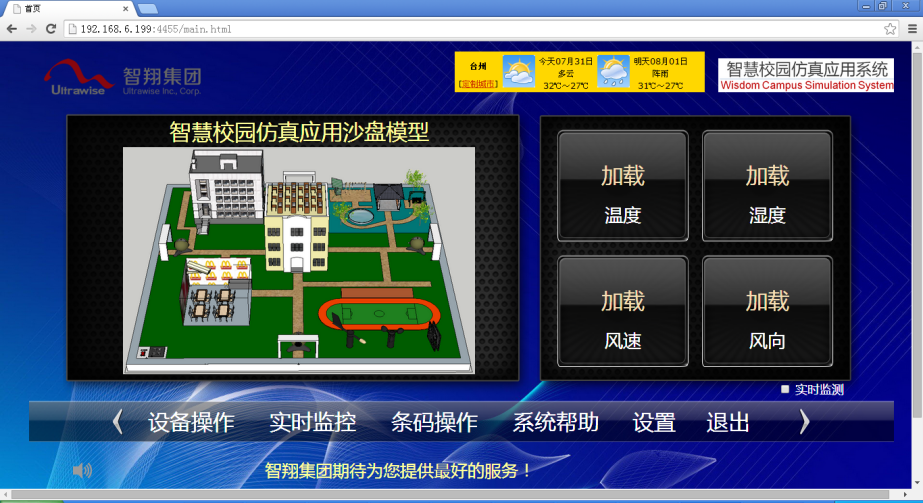 首页
192.168.6.199:4455/main.html
智翔集团
Ultrawise
Ultrawise Inc., Corp.
台州
[定制城市]
今天07月31日
多云
32℃～27℃
明天08月01日
阵雨
31℃～27℃
智慧校园仿真应用系统
Wisdom Campus Simulation System
智慧校园仿真应用沙盘模型
加载
温度
加载
湿度
加载
风速
加载
风向
实时监测
设备操作 实时监控 条码操作 系统帮助 设置 退出
智翔集团期待为您提供最好的服务！